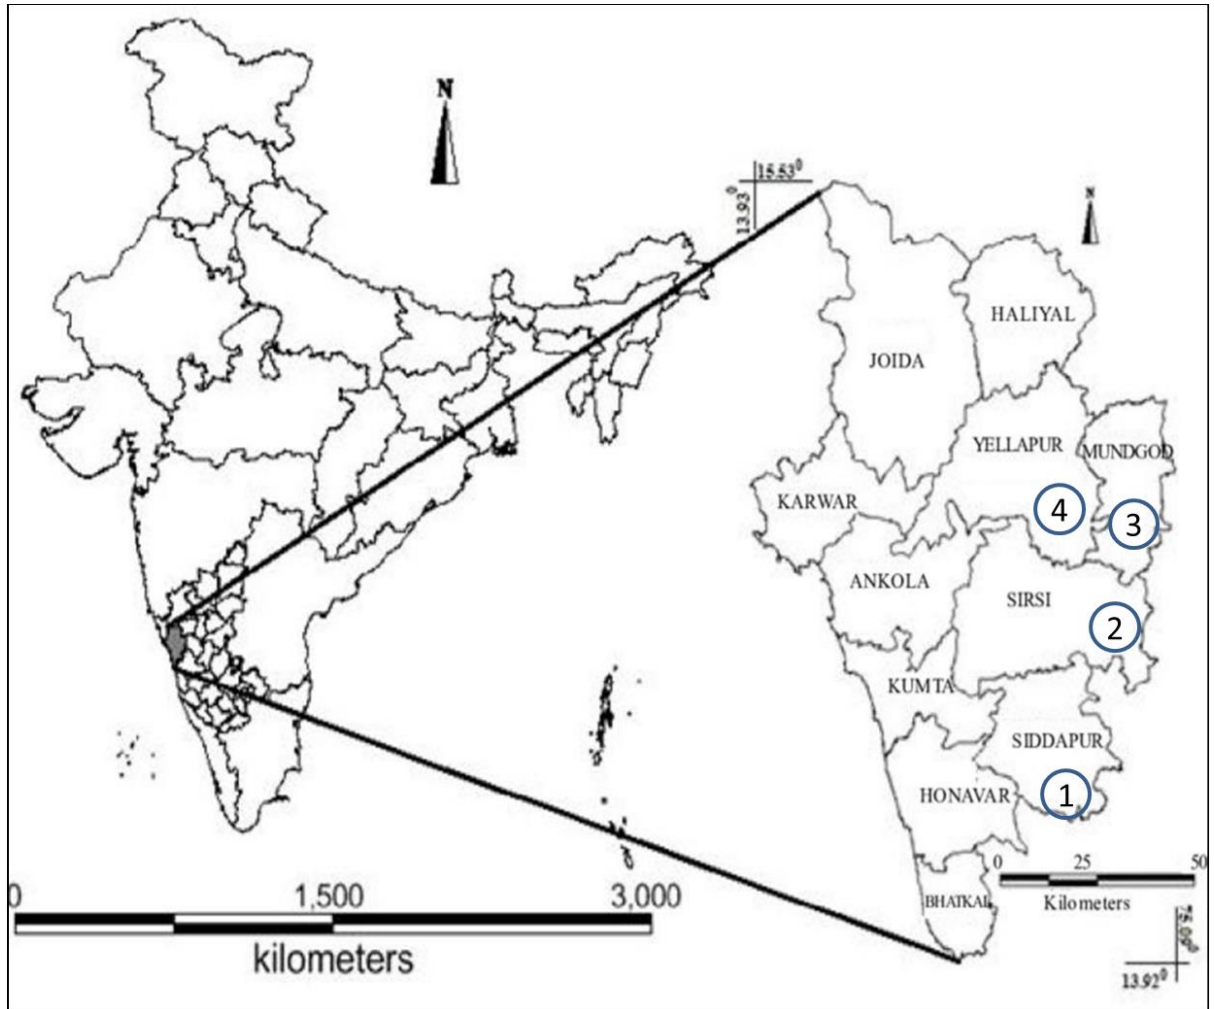 N
15.53⁰
13.93⁰
N
HALIYAL
JOIDA
YELLAPUR
MUNDGOD
KARWAR
4
3
ANKOLA
SIRSI
2
KUMTA
SIDDAPUR
HONAVAR
1
0 25 50
Kilometers
BHATKAL
0 1,500 3,000
kilometers
13.92⁰